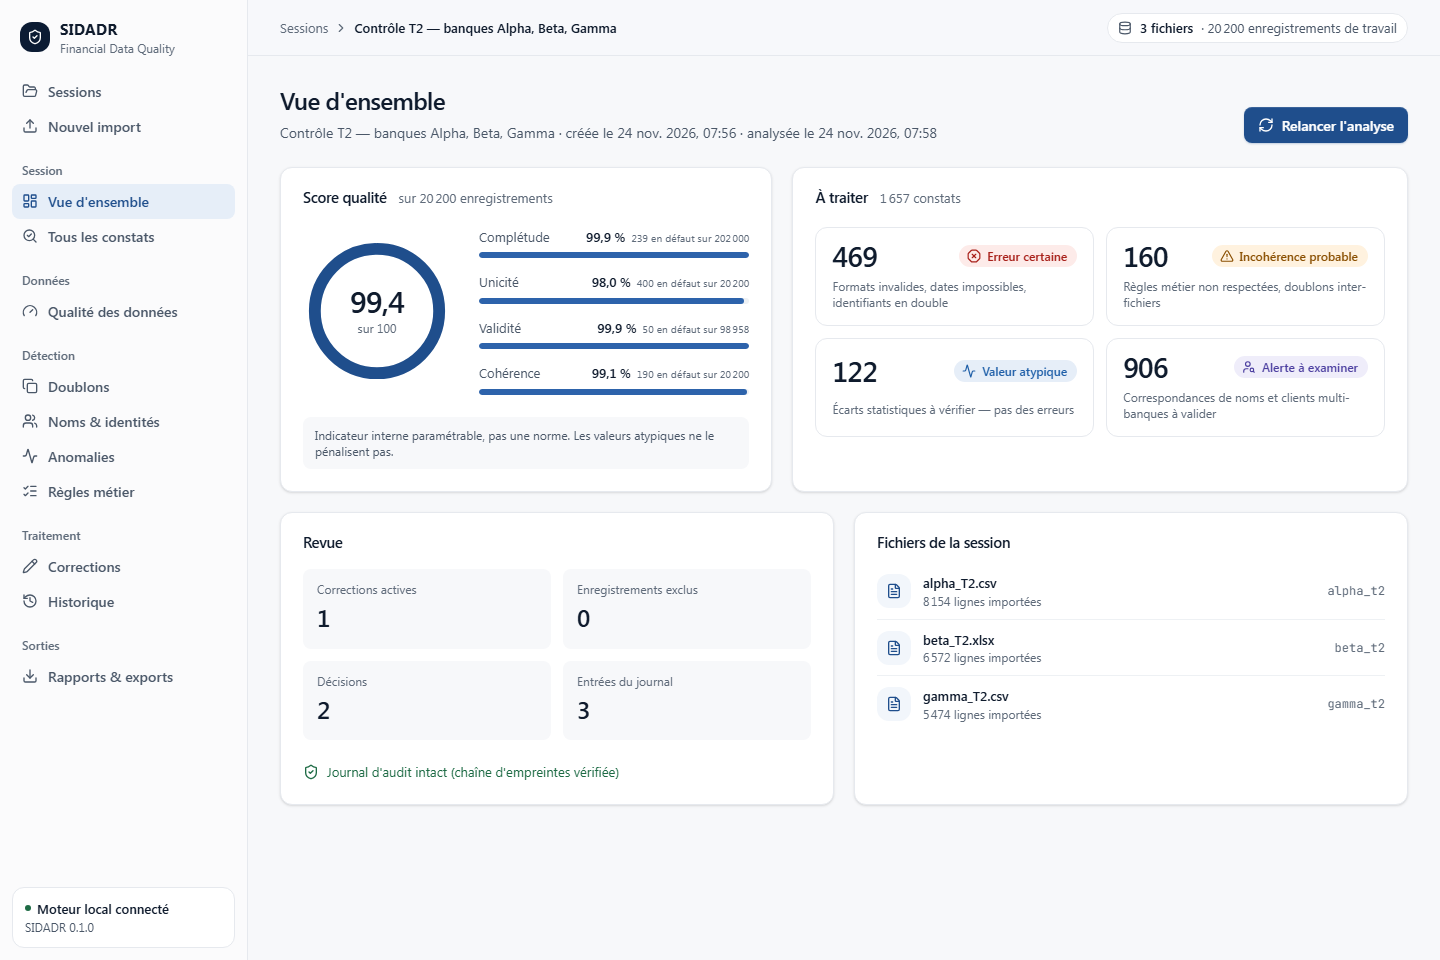 SIDADR
Financial Data Quality
Sessions
Nouvel import
Session
Vue d'ensemble
Tous les constats
Données
Qualité des données
Détection
Doublons
Noms & identités
Anomalies
Règles métier
Traitement
Corrections
Historique
Sorties
Rapports & exports
Moteur local connecté
SIDADR 0.1.0
Sessions > Contrôle T2 — banques Alpha, Beta, Gamma
3 fichiers · 20 200 enregistrements de travail
Vue d'ensemble
Contrôle T2 — banques Alpha, Beta, Gamma · créée le 24 nov. 2026, 07:56 · analysée le 24 nov. 2026, 07:58
Relancer l'analyse
Score qualité sur 20 200 enregistrements
99,4
sur 100
Complétude 99,9 % 239 en défaut sur 202 000
Unicité 98,0 % 400 en défaut sur 20 200
Validité 99,9 % 50 en défaut sur 98 958
Cohérence 99,1 % 190 en défaut sur 20 200
Indicateur interne paramétrable, pas une norme. Les valeurs atypiques ne le
pénalisent pas.
À traiter 1 657 constats
469 Erreur certaine
Formats invalides, dates impossibles,
identifiants en double
160 Incohérence probable
Règles métier non respectées, doublons inter-
fichiers
122 Valeur atypique
Écarts statistiques à vérifier — pas des erreurs
906 Alerte à examiner
Correspondances de noms et clients multi-
banques à valider
Revue
Corrections actives
1
Enregistrements exclus
0
Décisions
2
Entrées du journal
3
Journal d'audit intact (chaîne d'empreintes vérifiée)
Fichiers de la session
alpha_T2.csv
8 154 lignes importées
alpha_t2
beta_T2.xlsx
6 572 lignes importées
beta_t2
gamma_T2.csv
5 474 lignes importées
gamma_t2